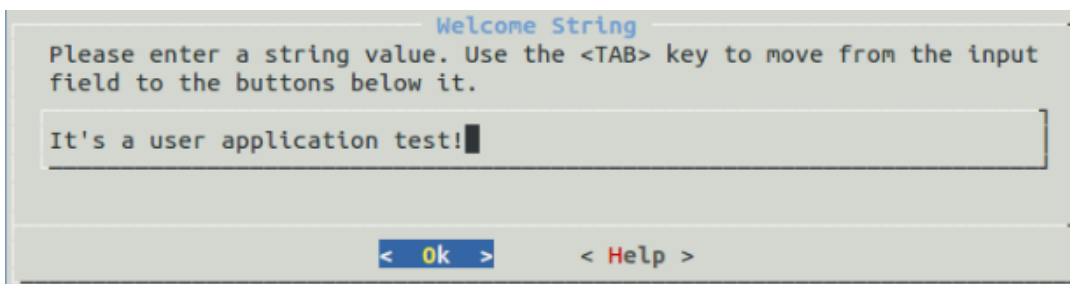 Welcome String
Please enter a string value. Use the <TAB> key to move from the input
field to the buttons below it.
It's a user application test!
< Ok > < Help >